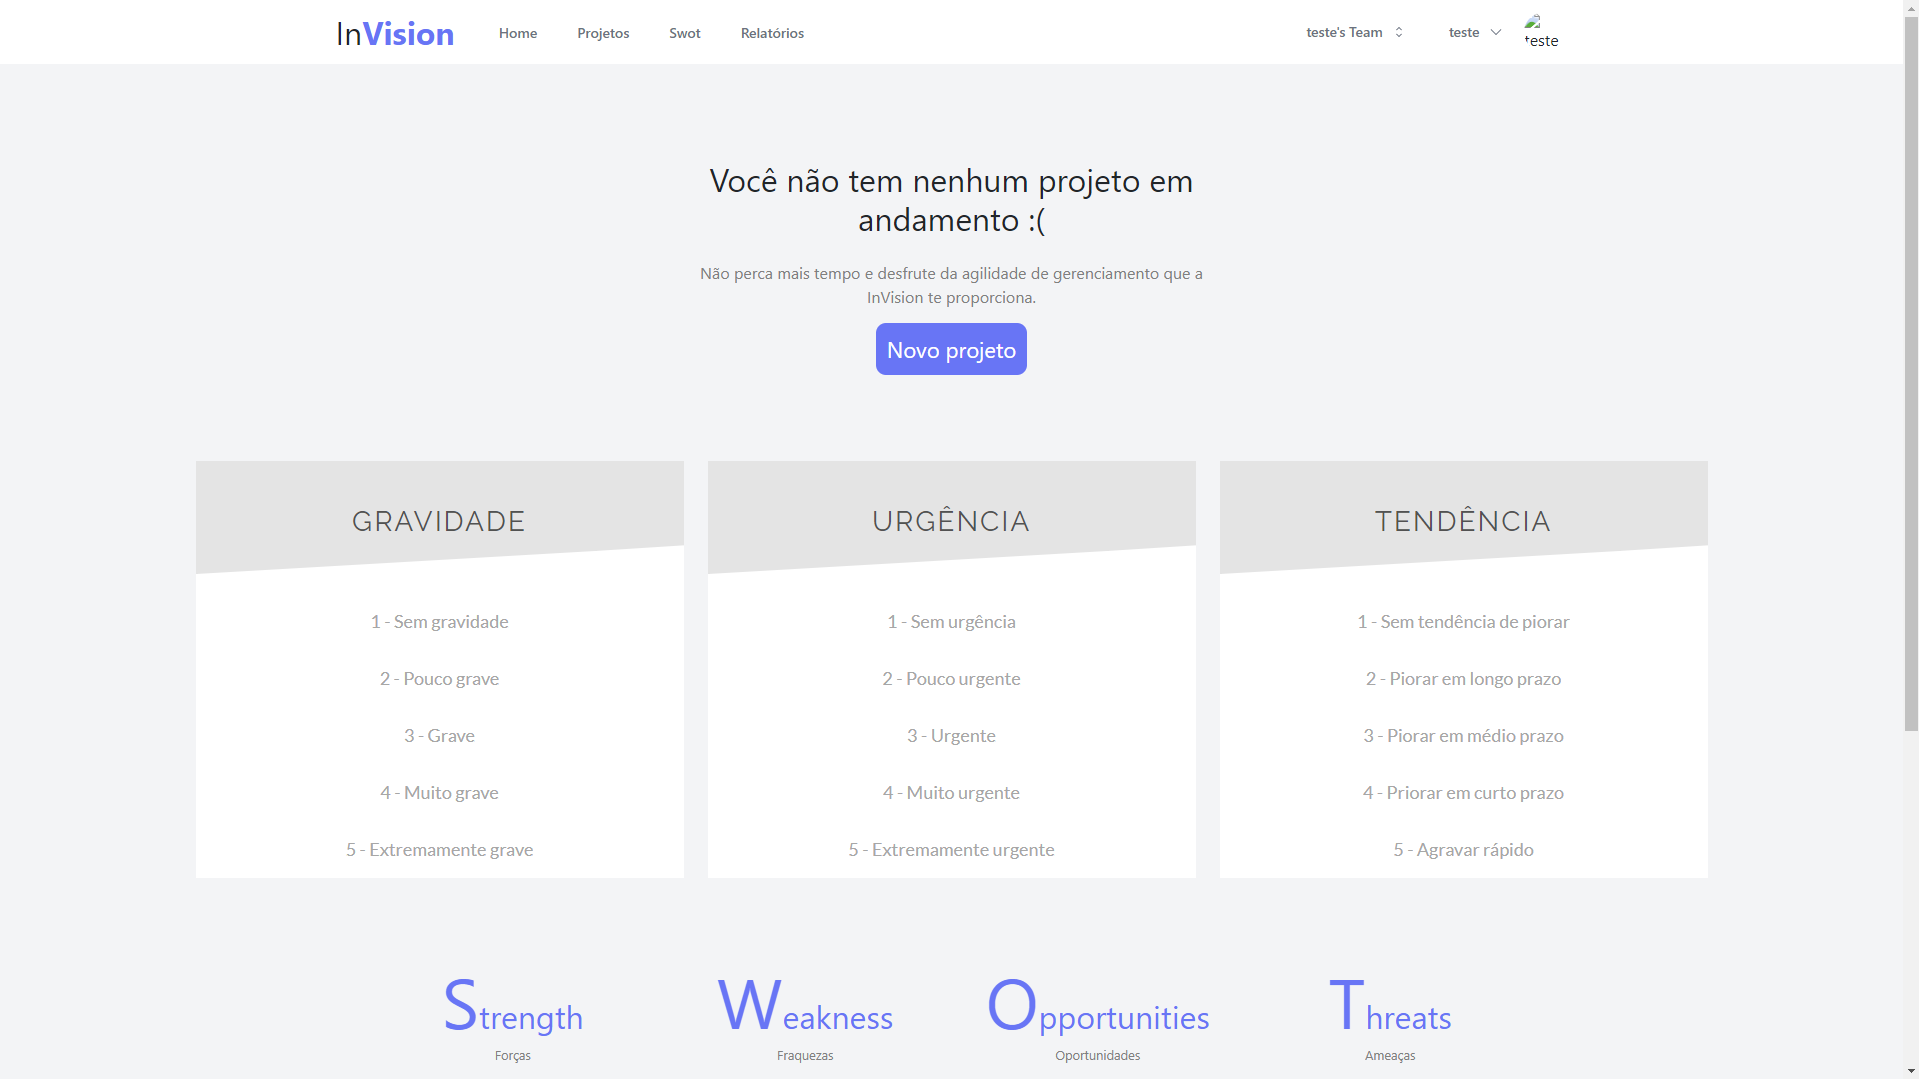 InVision Home Projetos Swot Relatórios teste's Team teste teste
Você não tem nenhum projeto em
andamento :(
Não perca mais tempo e desfrute da agilidade de gerenciamento que a
InVision te proporciona.
Novo projeto
GRAVIDADE
1 - Sem gravidade
2 - Pouco grave
3 - Grave
4 - Muito grave
5 - Extremamente grave
URGÊNCIA
1 - Sem urgência
2 - Pouco urgente
3 - Urgente
4 - Muito urgente
5 - Extremamente urgente
TENDÊNCIA
1 - Sem tendência de piorar
2 - Piorar em longo prazo
3 - Piorar em médio prazo
4 - Priorar em curto prazo
5 - Agravar rápido
Strength
Forças
Weakness
Fraquezas
Opportunities
Oportunidades
Threats
Ameaças